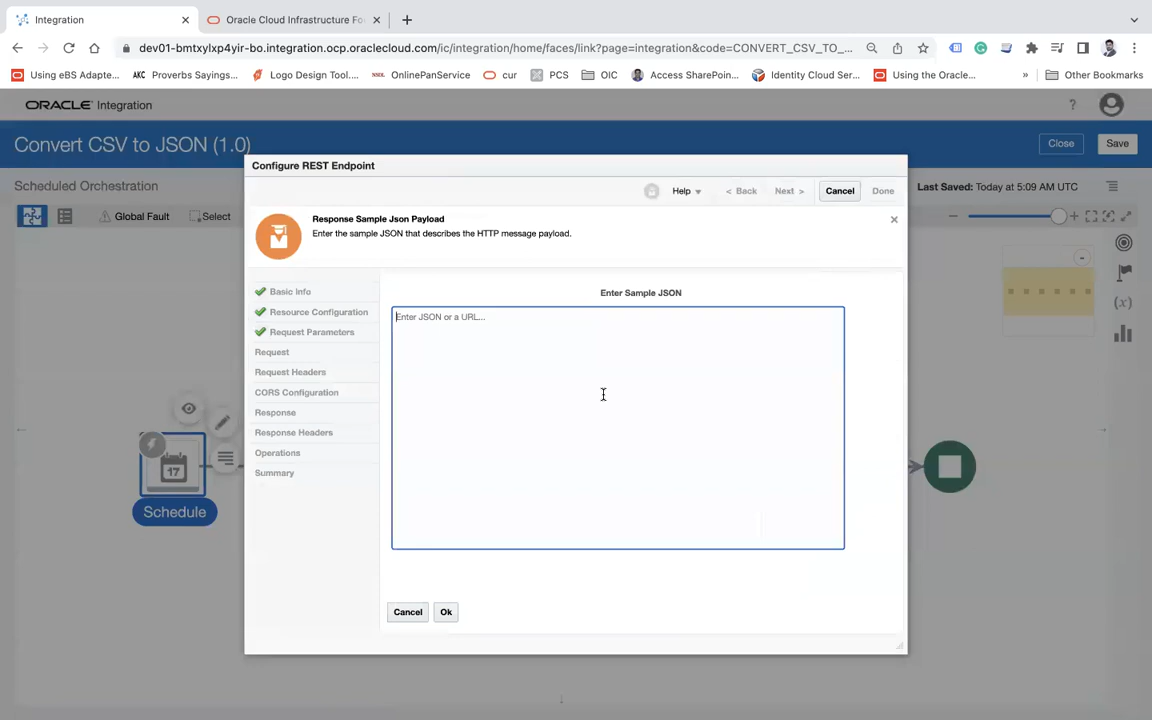 Integration
Oracle Cloud Infrastructure Fo
dev01-bmtxylxp4yir-bo.integration.ocp.oraclecloud.com/ic/integration/home/faces/link?page=integration&code=CONVERT_CSV_TO_...
Using eBS Adapte...
AKC Proverbs Sayings...
Logo Design Tool....
OnlinePanService
cur
PCS
OIC
Access SharePoin...
Identity Cloud Ser...
Using the Oracle...
»
Other Bookmarks
ORACLE Integration
?
Convert CSV to JSON (1.0)
Close
Save
Scheduled Orchestration
Last Saved: Today at 5:09 AM UTC
Global Fault
Select
Configure REST Endpoint
Help
< Back
Next >
Cancel
Done
Response Sample Json Payload
Enter the sample JSON that describes the HTTP message payload.
Basic Info
Resource Configuration
Request Parameters
Request
Request Headers
CORS Configuration
Response
Response Headers
Operations
Summary
Enter Sample JSON
Enter JSON or a URL...
Cancel
Ok
17
Schedule
(x)